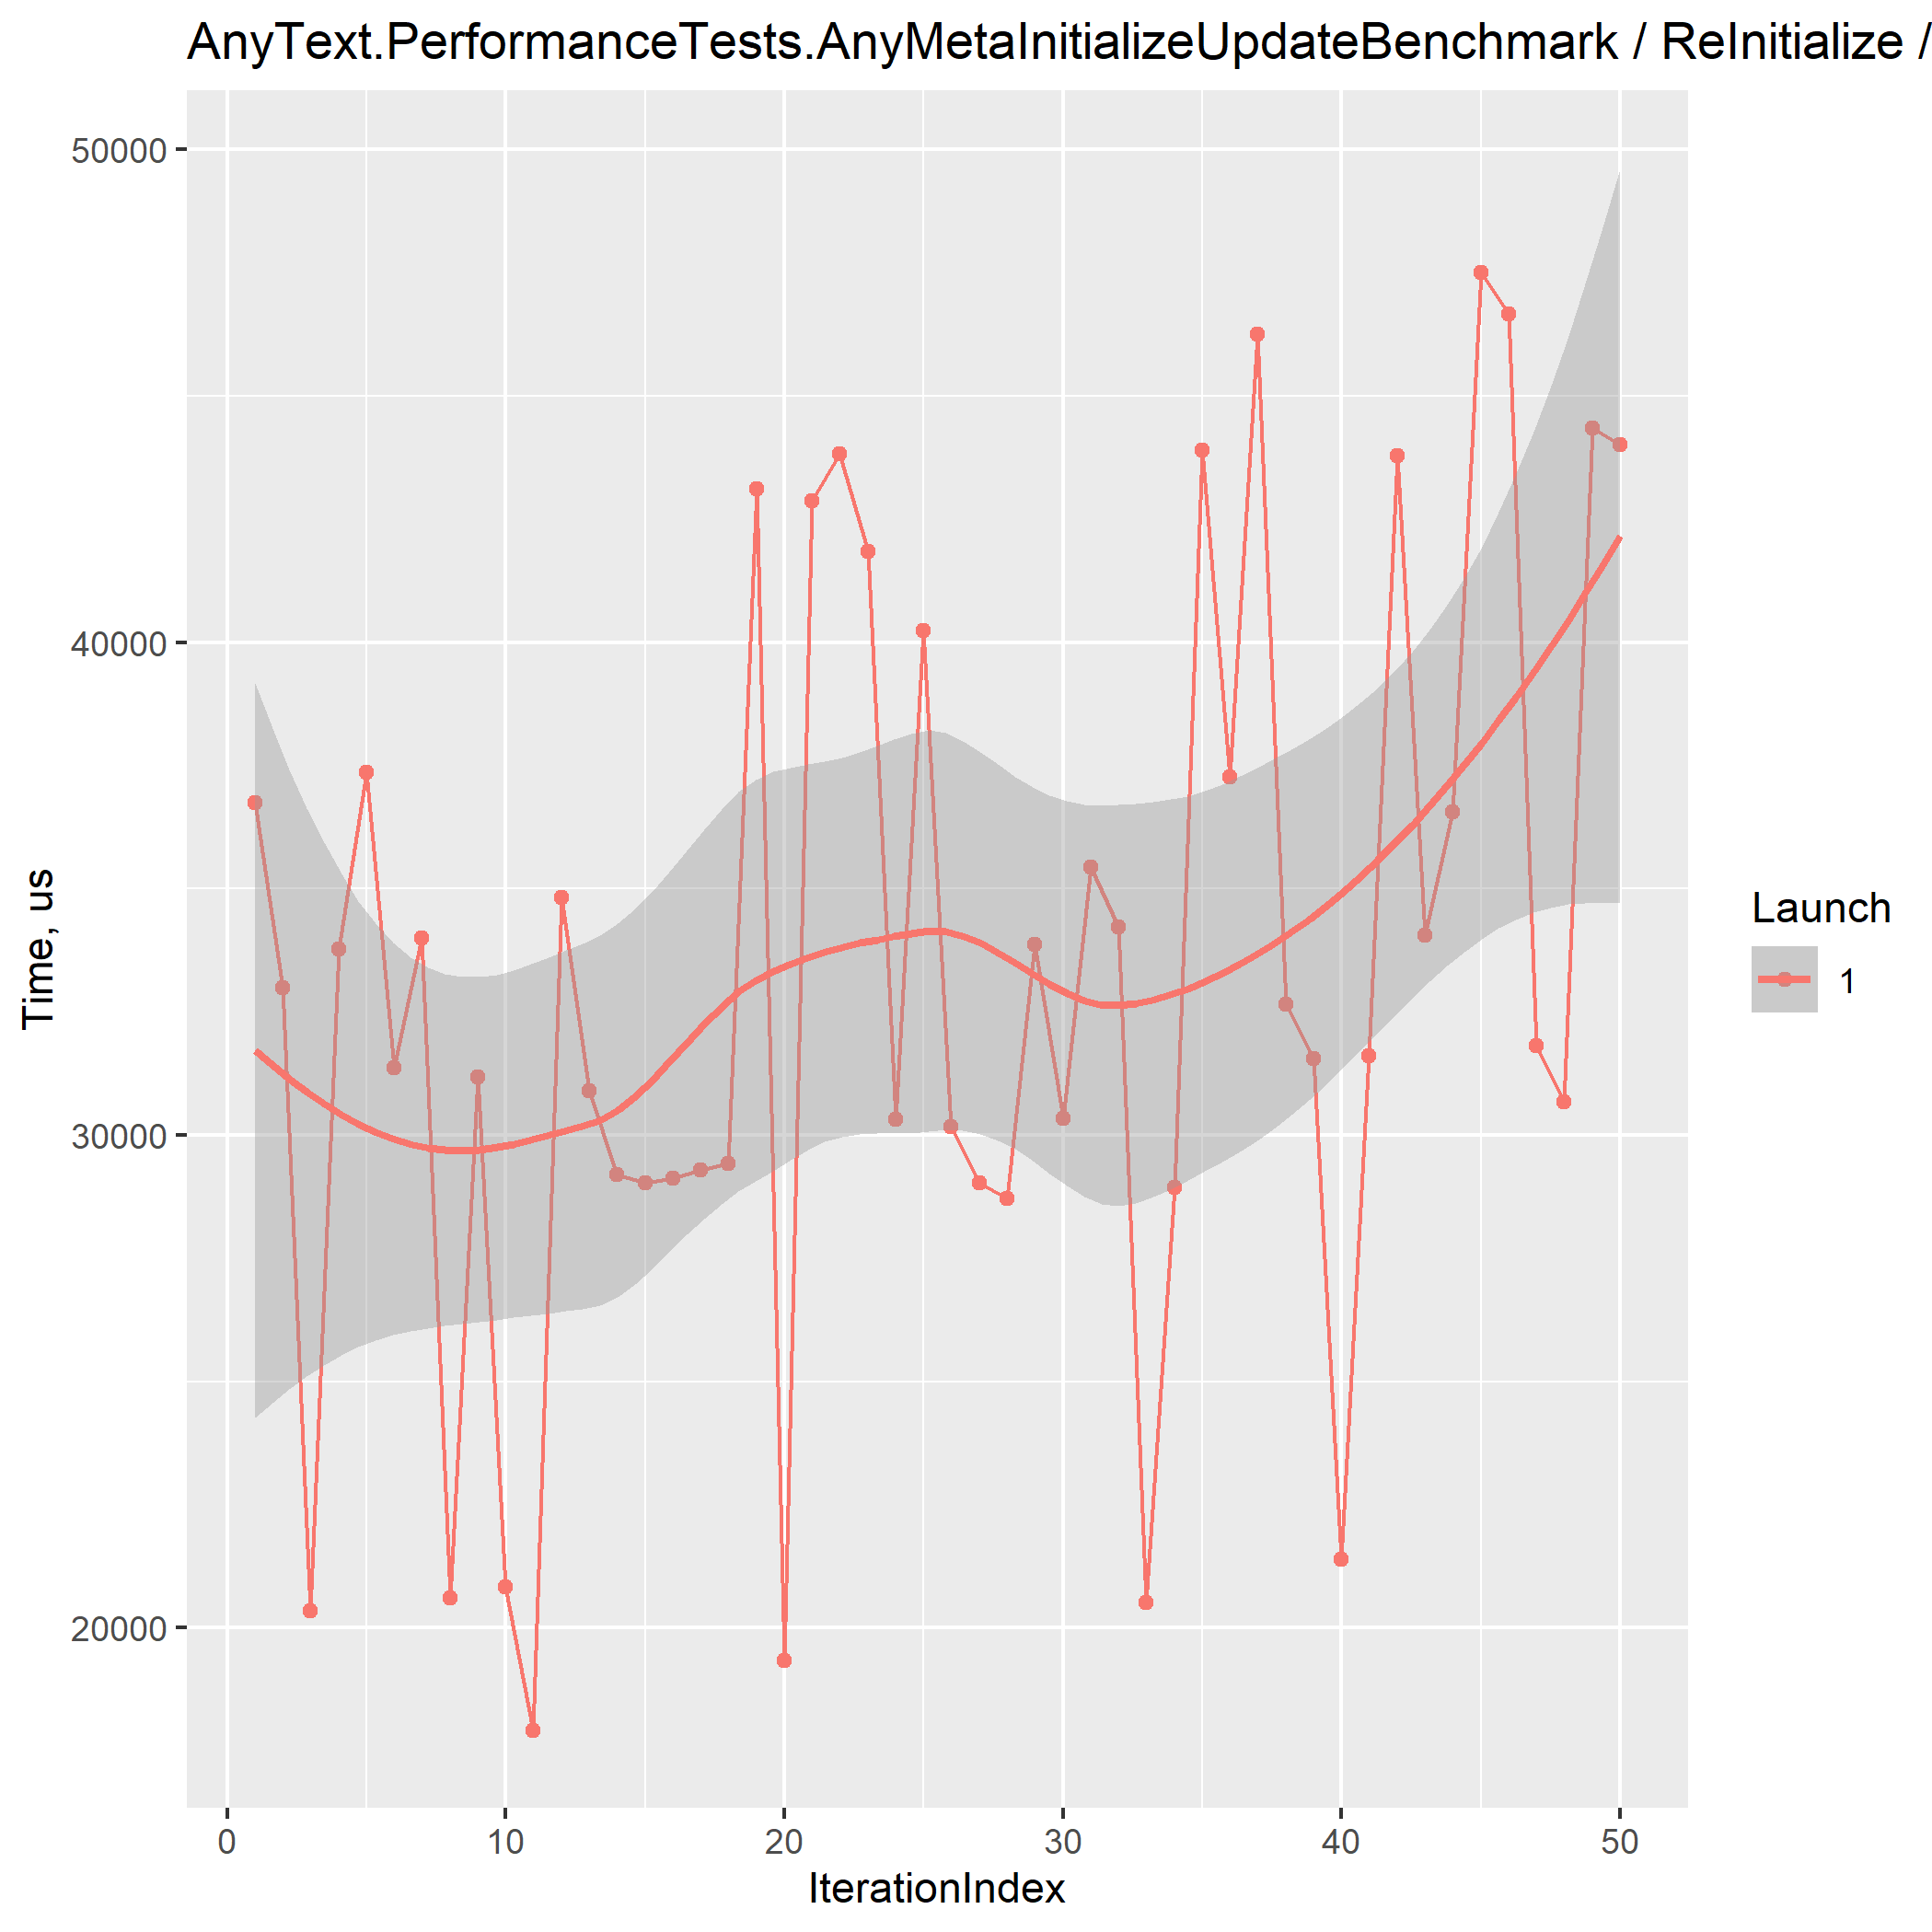 AnyText.PerformanceTests.AnyMetaInitializeUpdateBenchmark / ReInitialize /
50000
40000
30000
20000
Time, us
0 10 20 30 40 50
IterationIndex
Launch
1